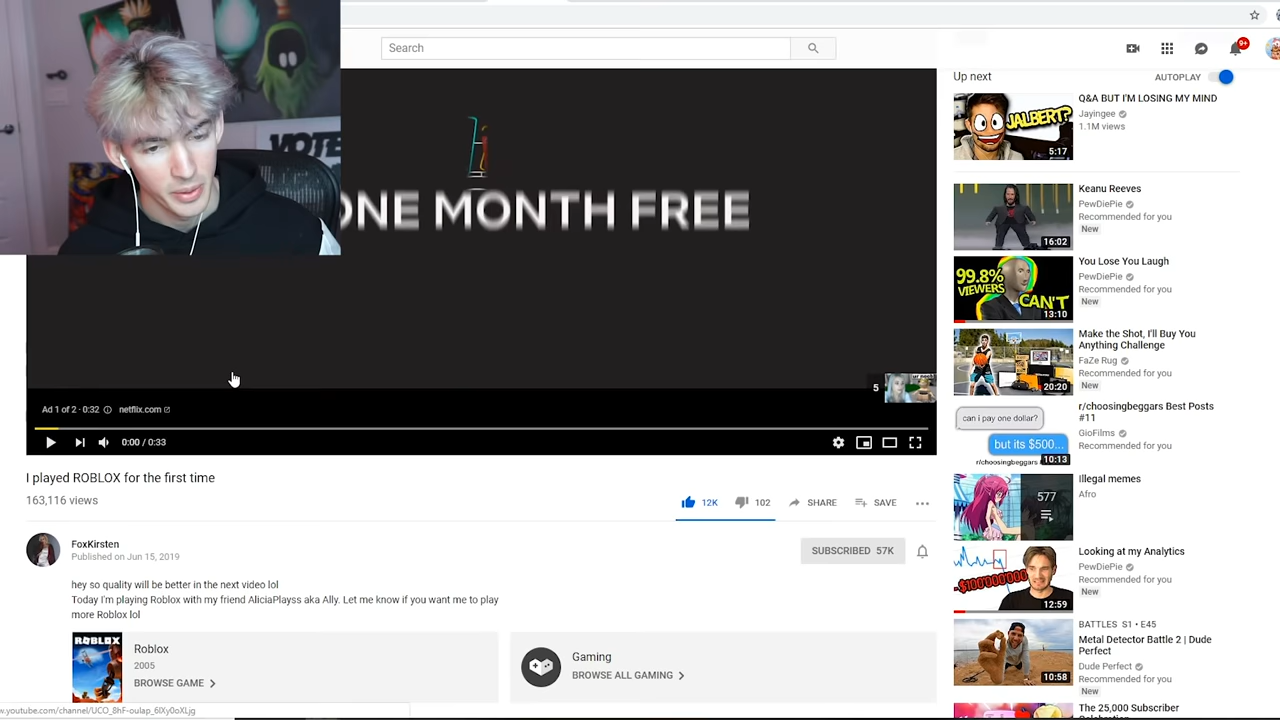 Search
9+
VOTE
ONE MONTH FREE
5
Ad 1 of 2 · 0:32 netflix.com
0:00 / 0:33
I played ROBLOX for the first time
163,116 views
12K
102
SHARE
SAVE
FoxKirsten
Published on Jun 15, 2019
SUBSCRIBED 57K
hey so quality will be better in the next video lol
Today I'm playing Roblox with my friend AliciaPlayss aka Ally. Let me know if you want me to play
more Roblox lol
ROBLOX
Roblox
2005
BROWSE GAME
Gaming
BROWSE ALL GAMING
Up next
AUTOPLAY
JALBERT?
5:17
Q&A BUT I'M LOSING MY MIND
Jayingee
1.1M views
16:02
Keanu Reeves
PewDiePie
Recommended for you
New
99.8%
VIEWERS
CAN'T
13:10
You Lose You Laugh
PewDiePie
Recommended for you
New
20:20
Make the Shot, I'll Buy You
Anything Challenge
FaZe Rug
Recommended for you
New
can i pay one dollar?
but its $500...
r/choosingbeggars
10:13
r/choosingbeggars Best Posts
#11
GioFilms
Recommended for you
577
Illegal memes
Afro
12:59
Looking at my Analytics
PewDiePie
Recommended for you
New
10:58
BATTLES S1 • E45
Metal Detector Battle 2 | Dude
Perfect
Dude Perfect
Recommended for you
New
The 25,000 Subscriber